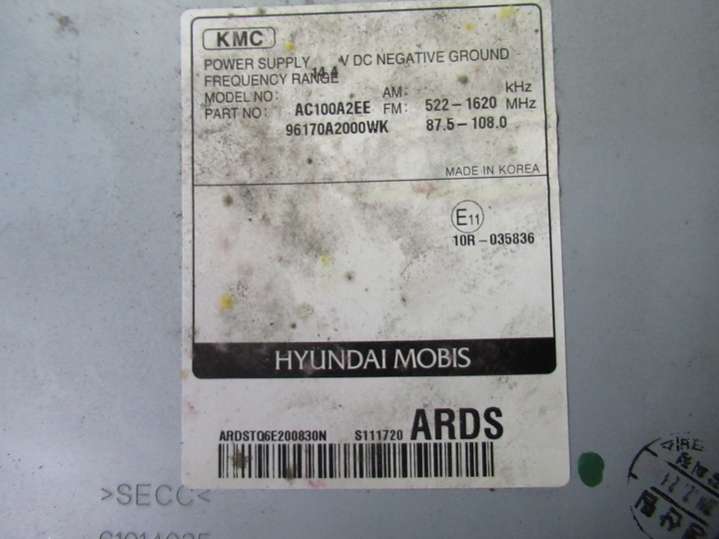 KMC
POWER SUPPLY 14.4 V DC NEGATIVE GROUND
FREQUENCY RANGE
MODEL NO: AC100A2EE AM: 522-1620 kHz
PART NO: 96170A2000WK FM: 87.5-108.0 MHz
MADE IN KOREA
E11
10R-035836
HYUNDAI MOBIS
ARDSTQ6E200830N S111720 ARDS
>SECC<